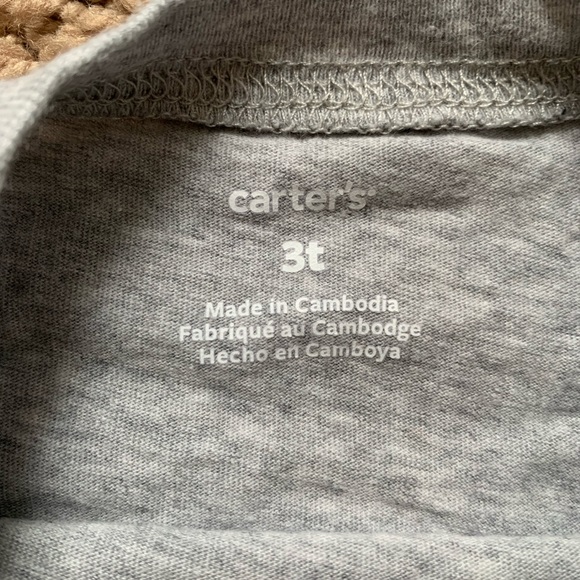 carter's
3t
Made in Cambodia
Fabriqué au Cambodge
Hecho en Camboya